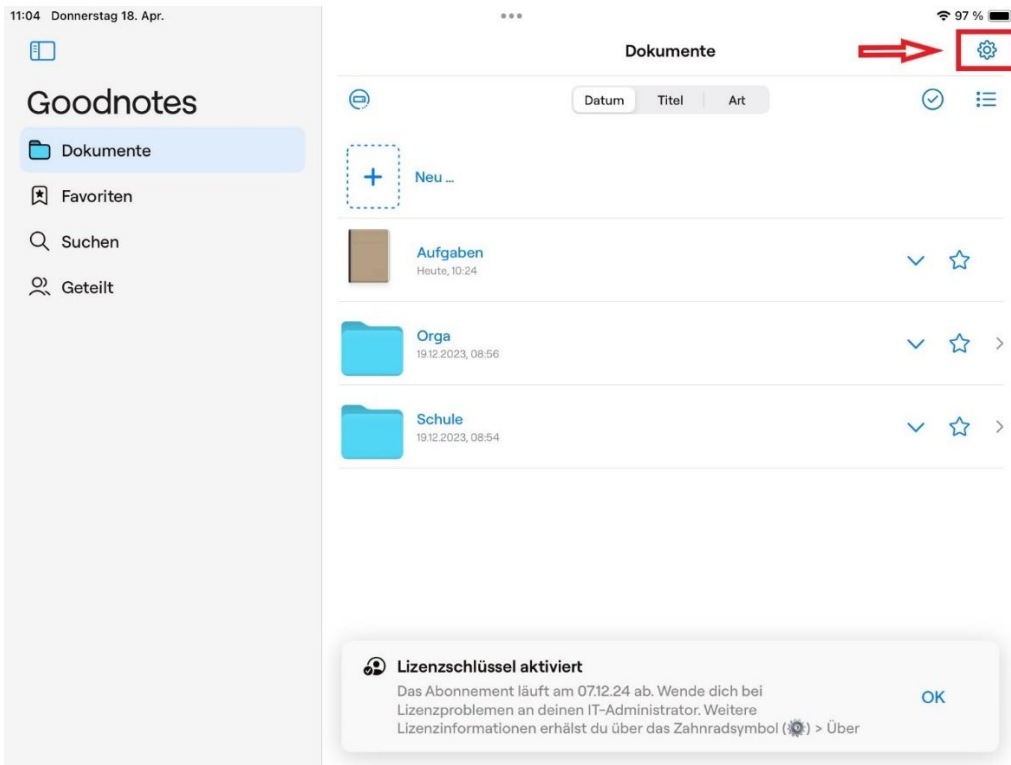 11:04 Donnerstag 18. Apr.
97 %
Goodnotes
Dokumente
Favoriten
Suchen
Geteilt
Dokumente
Datum Titel Art
Neu ...
Aufgaben
Heute, 10:24
Orga
19.12.2023, 08:56
Schule
19.12.2023, 08:54
Lizenzschlüssel aktiviert
Das Abonnement läuft am 07.12.24 ab. Wende dich bei
Lizenzproblemen an deinen IT-Administrator. Weitere
Lizenzinformationen erhälst du über das Zahnradsymbol (⚙️) > Über
OK